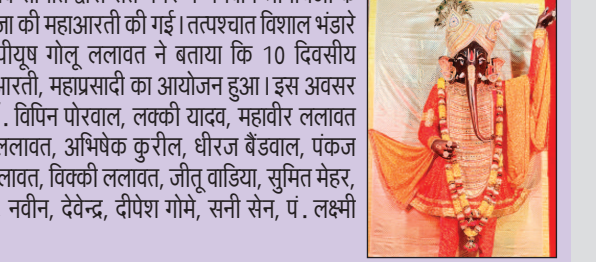 जा की महाआरती की गई। तत्पश्चात विशाल भंडारे
पीयूष गोलू ललावत ने बताया कि 10 दिवसीय
आरती, महाप्रसादी का आयोजन हुआ। इस अवसर
. विपिन पोरवाल, लक्की यादव, महावीर ललावत
ललावत, अभिषेक कुरील, धीरज बैंडवाल, पंकज
लावत, विक्की ललावत, जीतू वाडिया, सुमित मेहर,
नवीन, देवेन्द्र, दीपेश गोमे, सनी सेन, पं. लक्ष्मी